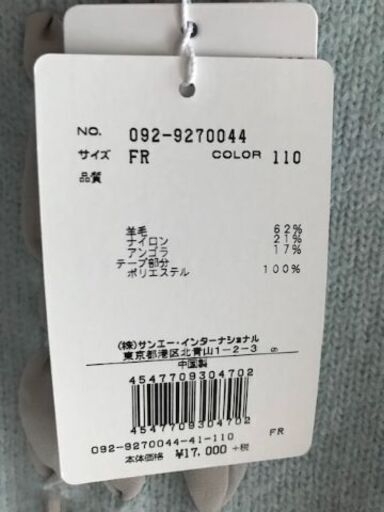 NO. 092-9270044
サイズ FR COLOR 110
品質
羊毛 62%
ナイロン 21%
アンゴラ 17%
テープ部分
ポリエステル 100%
(株)サンエー・インターナショナル
東京都港区北青山1-2-3
中国製
4547709304702
4547709304702
092-9270044-41-110 FR
本体価格 ¥17,000 +税